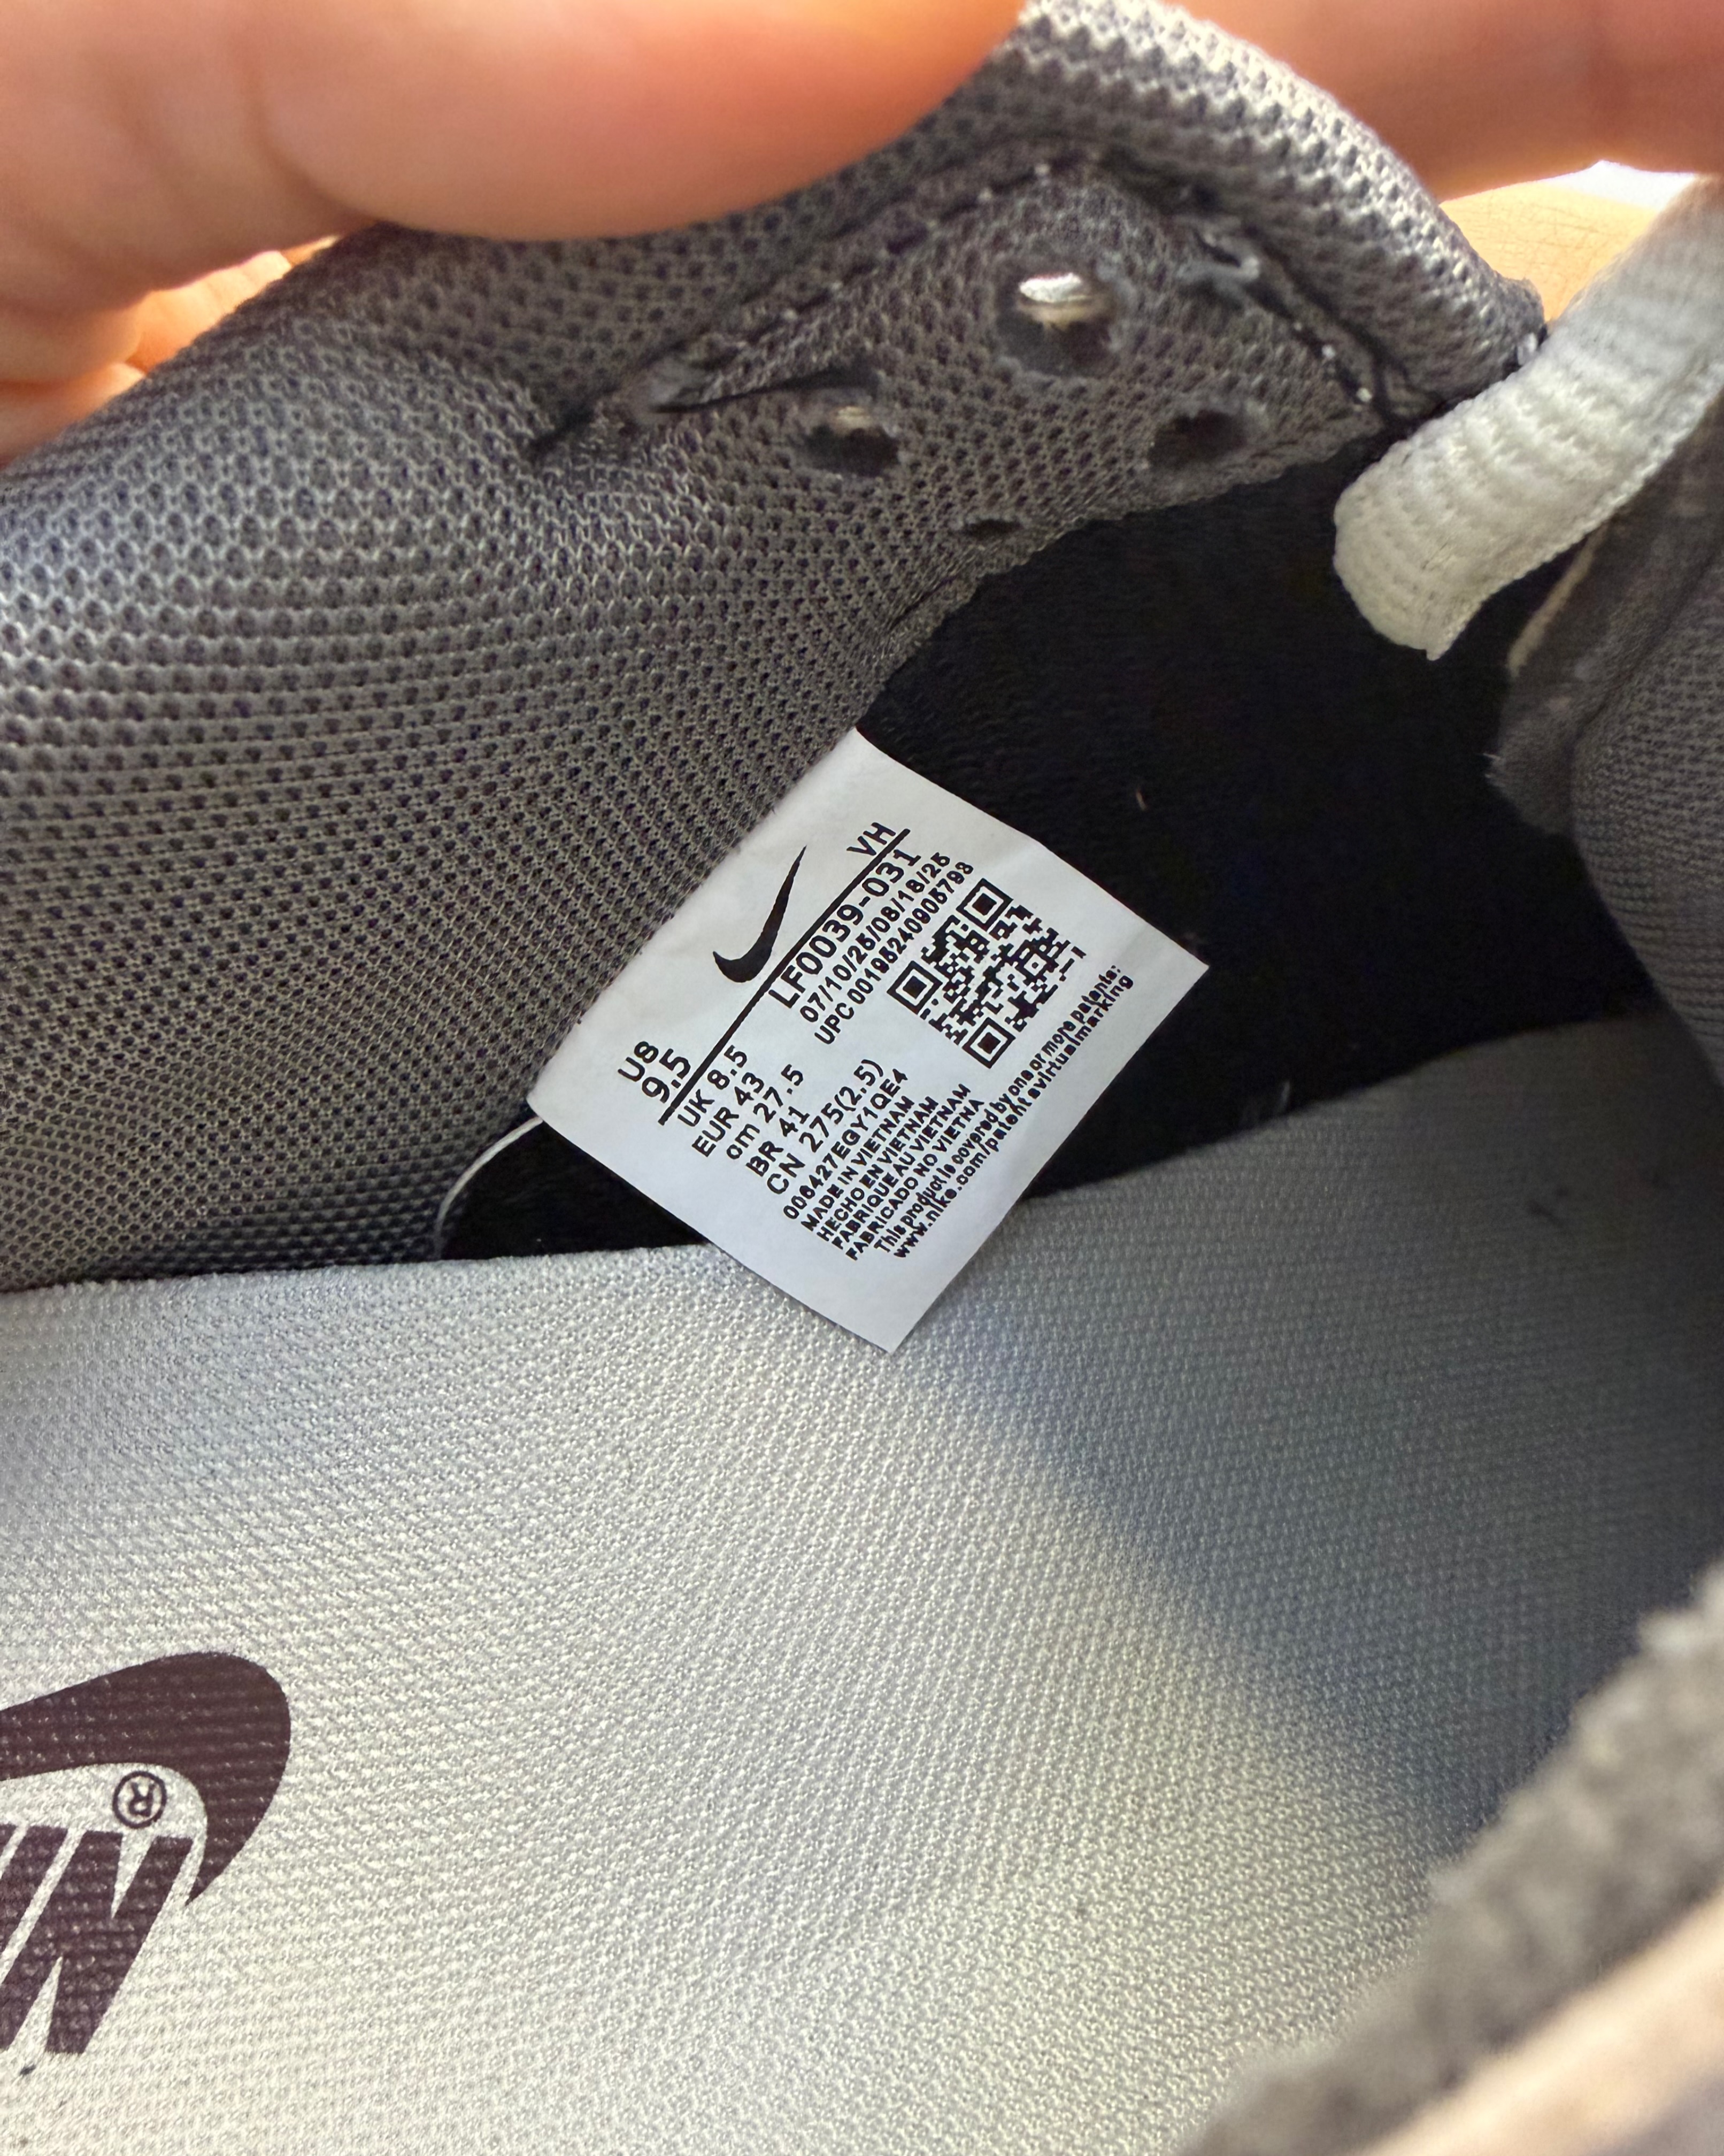 US VH
9.5
UK 8.5 LF0039-031
EUR 43 07/10/25/08/18/25
cm 27.5 UPC 00195240905793
BR 41
CN 275(2.5)
006427EGY1QE4
MADE IN VIETNAM
HECHO EN VIETNAM
FABRIQUE AU VIETNAM
FABRICADO NO VIETNA
This product is covered by one or more patents:
www.nike.com/patent a virtualmarking
®